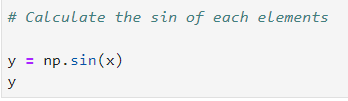 # Calculate the sin of each elements
y = np.sin(x)
y